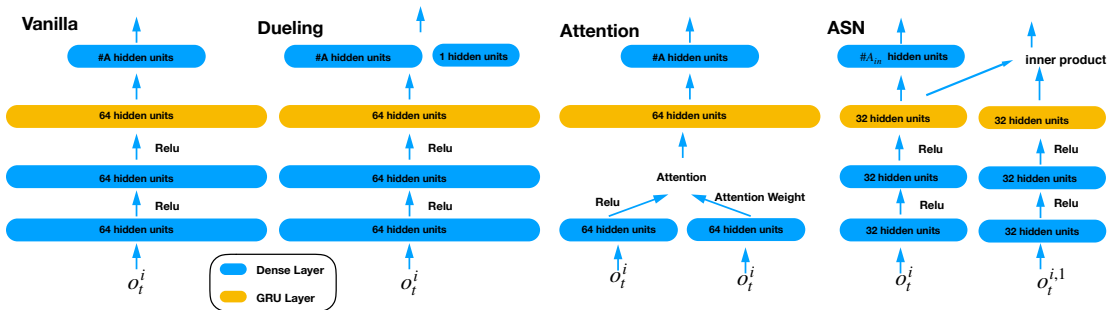 Vanilla
#A hidden units
64 hidden units
Relu
64 hidden units
Relu
64 hidden units
o_t^i
Dueling
#A hidden units
1 hidden units
64 hidden units
Relu
64 hidden units
Relu
64 hidden units
o_t^i
Dense Layer
GRU Layer
Attention
#A hidden units
64 hidden units
Attention
Relu
Attention Weight
64 hidden units
64 hidden units
o_t^i
o_t^i
ASN
#A_{in} hidden units
inner product
32 hidden units
32 hidden units
Relu
Relu
32 hidden units
32 hidden units
Relu
Relu
32 hidden units
32 hidden units
o_t^i
o_t^{i,1}